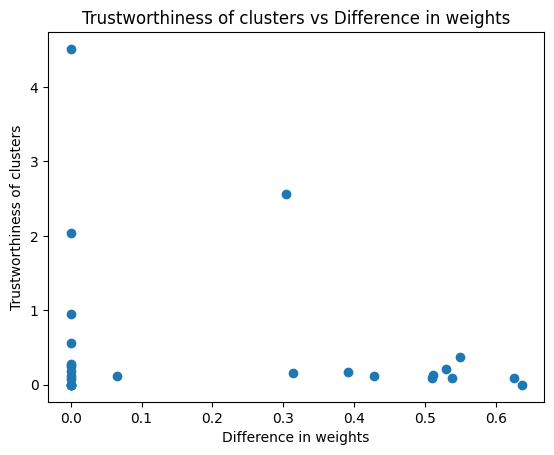 Trustworthiness of clusters vs Difference in weights
4
3
2
1
0
Trustworthiness of clusters
0.0 0.1 0.2 0.3 0.4 0.5 0.6
Difference in weights